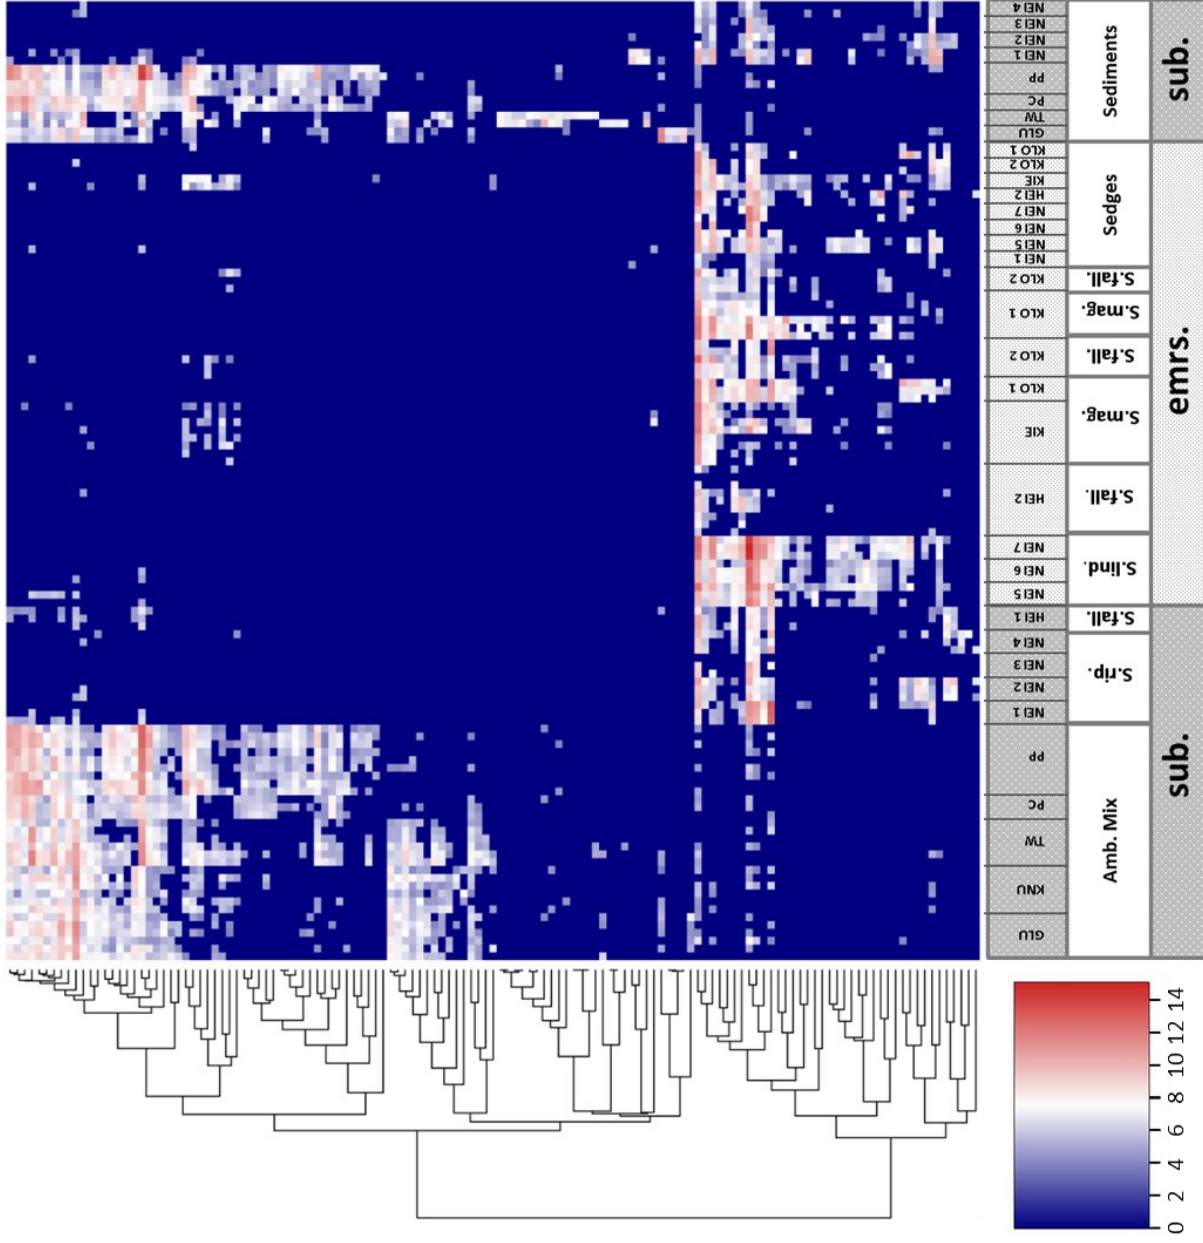 NEI 4
NEI 3
NEI 2
NEI 1
PP
PC
TW
GLU
KLO 1
KLO 2
KIE
HEI 2
NEI 7
NEI 6
NEI 5
NEI 1
KLO 2
KLO 1
KLO 2
KLO 1
KIE
HEI 2
NEI 7
NEI 6
NEI 5
HEI 1
NEI 4
NEI 3
NEI 2
NEI 1
PP
PC
TW
KNU
GLU
Sediments
Sedges
S.fall.
S.mag.
S.fall.
S.mag.
S.fall.
S.lind.
S.fall.
S.rip.
Amb. Mix
sub.
emrs.
sub.
0 2 4 6 8 10 12 14